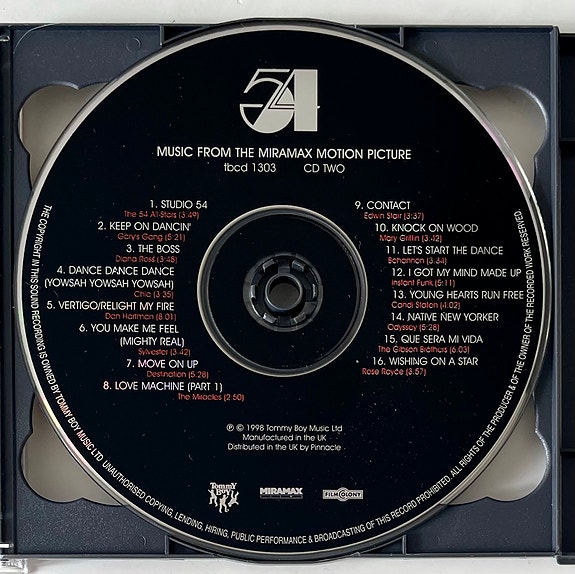 54
MUSIC FROM THE MIRAMAX MOTION PICTURE
tbcd 1303 CD TWO
1. STUDIO 54
The 54 All-Stars (3:49)
2. KEEP ON DANCIN'
Gary's Gang (5:21)
3. THE BOSS
Diana Ross (3:48)
4. DANCE DANCE DANCE
(YOWSAH YOWSAH YOWSAH)
Chic (3:35)
5. VERTIGO/RELIGHT MY FIRE
Dan Hartman (8:01)
6. YOU MAKE ME FEEL
(MIGHTY REAL)
Sylvester (3:42)
7. MOVE ON UP
Destination (5:28)
8. LOVE MACHINE (PART 1)
The Miracles (2:50)
9. CONTACT
Edwin Starr (3:37)
10. KNOCK ON WOOD
Mary Griffin (3:42)
11. LET'S START THE DANCE
Bohannon (3:34)
12. I GOT MY MIND MADE UP
Instant Funk (5:11)
13. YOUNG HEARTS RUN FREE
Candi Staton (4:02)
14. NATIVE NEW YORKER
Odyssey (5:28)
15. QUE SERA MI VIDA
The Gibson Brothers (6:03)
16. WISHING ON A STAR
Rose Royce (3:57)
℗ © 1998 Tommy Boy Music Ltd
Manufactured in the UK
Distributed in the UK by Pinnacle
TOMMY BOY
MIRAMAX
FILMCOLONY
THE COPYRIGHT IN THIS SOUND RECORDING IS OWNED BY TOMMY BOY MUSIC LTD. UNAUTHORISED COPYING, LENDING, HIRING, PUBLIC PERFORMANCE & BROADCASTING OF THIS RECORD PROHIBITED. ALL RIGHTS OF THE PRODUCER & OF THE OWNER OF THE RECORDED WORK RESERVED.